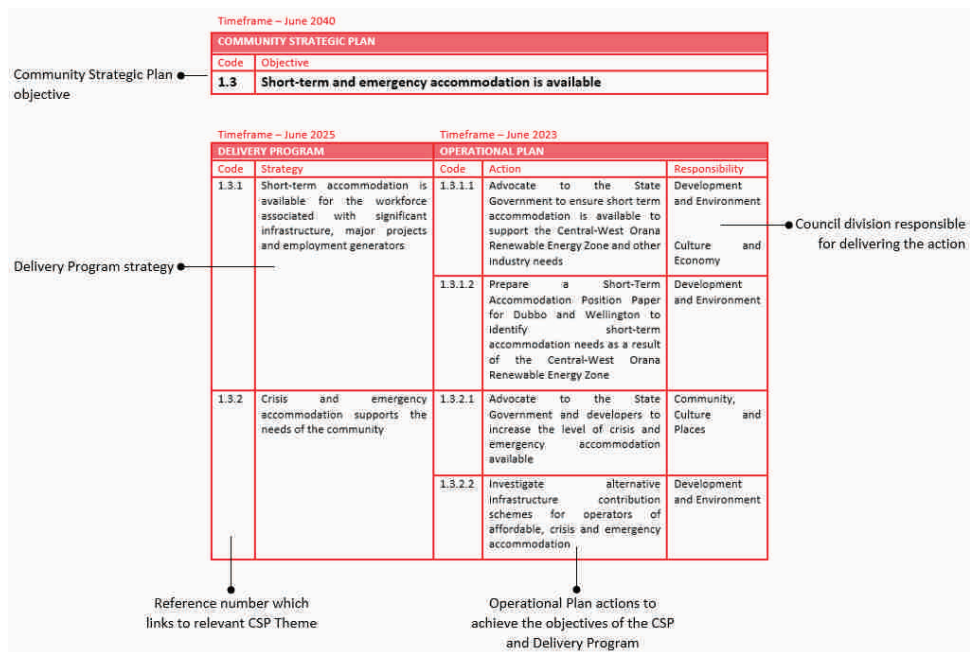 Timeframe – June 2040
COMMUNITY STRATEGIC PLAN
Code Objective
1.3 Short-term and emergency accommodation is available
Community Strategic Plan
objective
Timeframe – June 2025 Timeframe – June 2023
DELIVERY PROGRAM OPERATIONAL PLAN
Code Strategy Code Action Responsibility
1.3.1 Short-term accommodation is
available for the workforce
associated with significant
infrastructure, major projects
and employment generators
1.3.1.1 Advocate to the State
Government to ensure short term
accommodation is available to
support the Central-West Orana
Renewable Energy Zone and other
industry needs
Development
and Environment
Culture and
Economy
Council division responsible
for delivering the action
Delivery Program strategy
1.3.1.2 Prepare a Short-Term
Accommodation Position Paper
for Dubbo and Wellington to
identify short-term
accommodation needs as a result
of the Central-West Orana
Renewable Energy Zone
Development
and Environment
1.3.2 Crisis and emergency
accommodation supports the
needs of the community
1.3.2.1 Advocate to the State
Government and developers to
increase the level of crisis and
emergency accommodation
available
Community,
Culture and
Places
1.3.2.2 Investigate alternative
infrastructure contribution
schemes for operators of
affordable, crisis and emergency
accommodation
Development
and Environment
Reference number which
links to relevant CSP Theme
Operational Plan actions to
achieve the objectives of the CSP
and Delivery Program